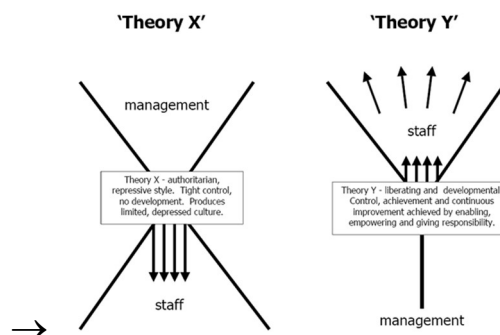 'Theory X'
management
Theory X - authoritarian,
repressive style. Tight control,
no development. Produces
limited, depressed culture.
staff
'Theory Y'
staff
Theory Y - liberating and developmental.
Control, achievement and continuous
improvement achieved by enabling,
empowering and giving responsibility.
management